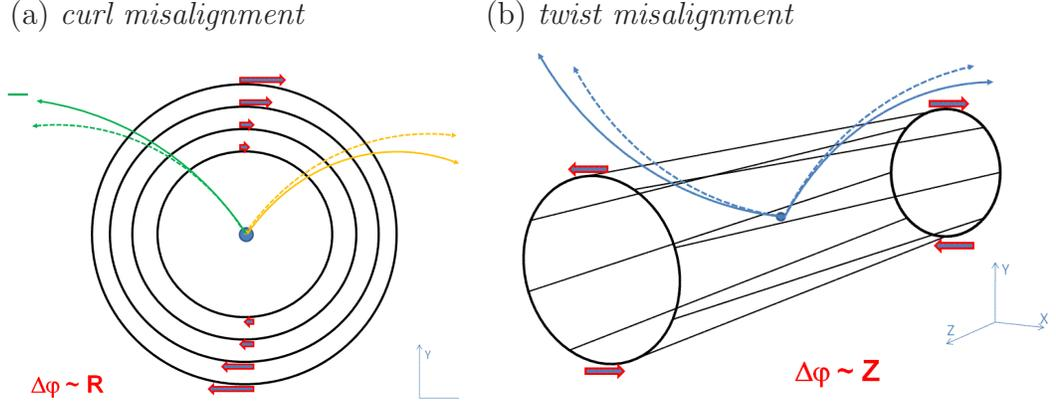 (a) curl misalignment
(b) twist misalignment
Δφ ~ R
Y
Δφ ~ Z
Y
X
Z